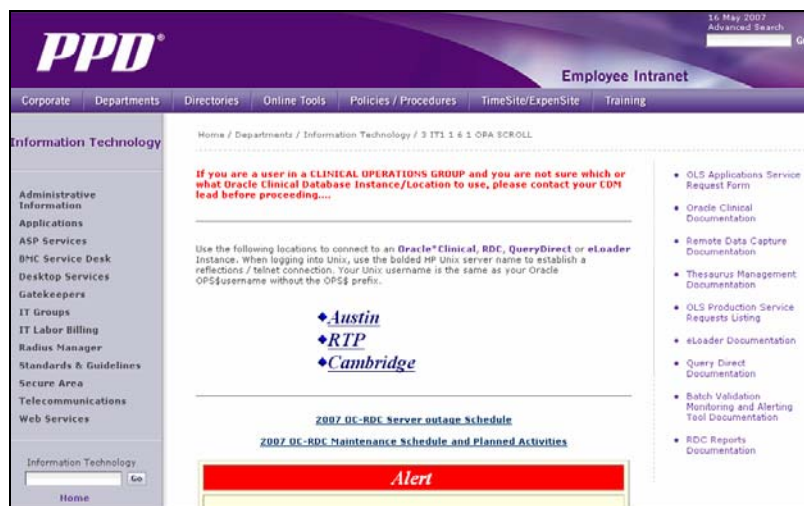 16 May 2007
Advanced Search
PPD®
Employee Intranet
Corporate Departments Directories Online Tools Policies / Procedures TimeSite/ExpenSite Training
Information Technology
Administrative
Information
Applications
ASP Services
BMC Service Desk
Desktop Services
Gatekeepers
IT Groups
IT Labor Billing
Radius Manager
Standards & Guidelines
Secure Area
Telecommunications
Web Services
Information Technology
Go
Home
Home / Departments / Information Technology / 3 IT1 1 6 1 OPA SCROLL
If you are a user in a CLINICAL OPERATIONS GROUP and you are not sure which or
what Oracle Clinical Database Instance/Location to use, please contact your CDM
lead before proceeding....
Use the following locations to connect to an Oracle*Clinical, RDC, QueryDirect or eLoader
Instance. When logging into Unix, use the bolded MP Unix server name to establish a
reflections / telnet connection. Your Unix username is the same as your Oracle
OPS$username without the OPS$ prefix.
Austin
RTP
Cambridge
2007 OC-RDC Server outage Schedule
2007 OC-RDC Maintenance Schedule and Planned Activities
Alert
OLS Applications Service
Request Form
Oracle Clinical
Documentation
Remote Data Capture
Documentation
Thesaurus Management
Documentation
OLS Production Service
Requests Listing
eLoader Documentation
Query Direct
Documentation
Batch Validation
Monitoring and Alerting
Tool Documentation
RDC Reports
Documentation